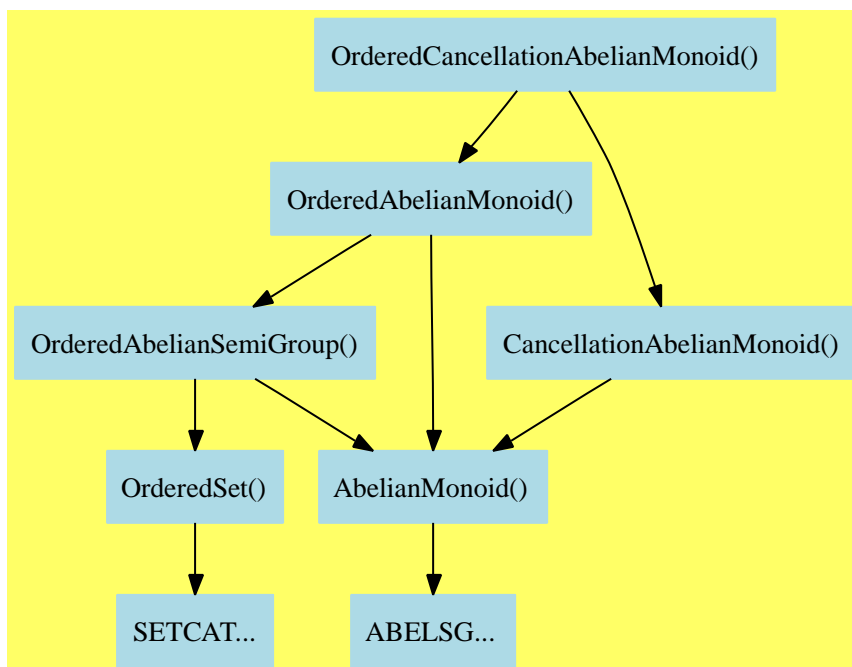 OrderedCancellationAbelianMonoid()
OrderedAbelianMonoid()
OrderedAbelianSemiGroup()
CancellationAbelianMonoid()
OrderedSet()
AbelianMonoid()
SETCAT...
ABELSG...